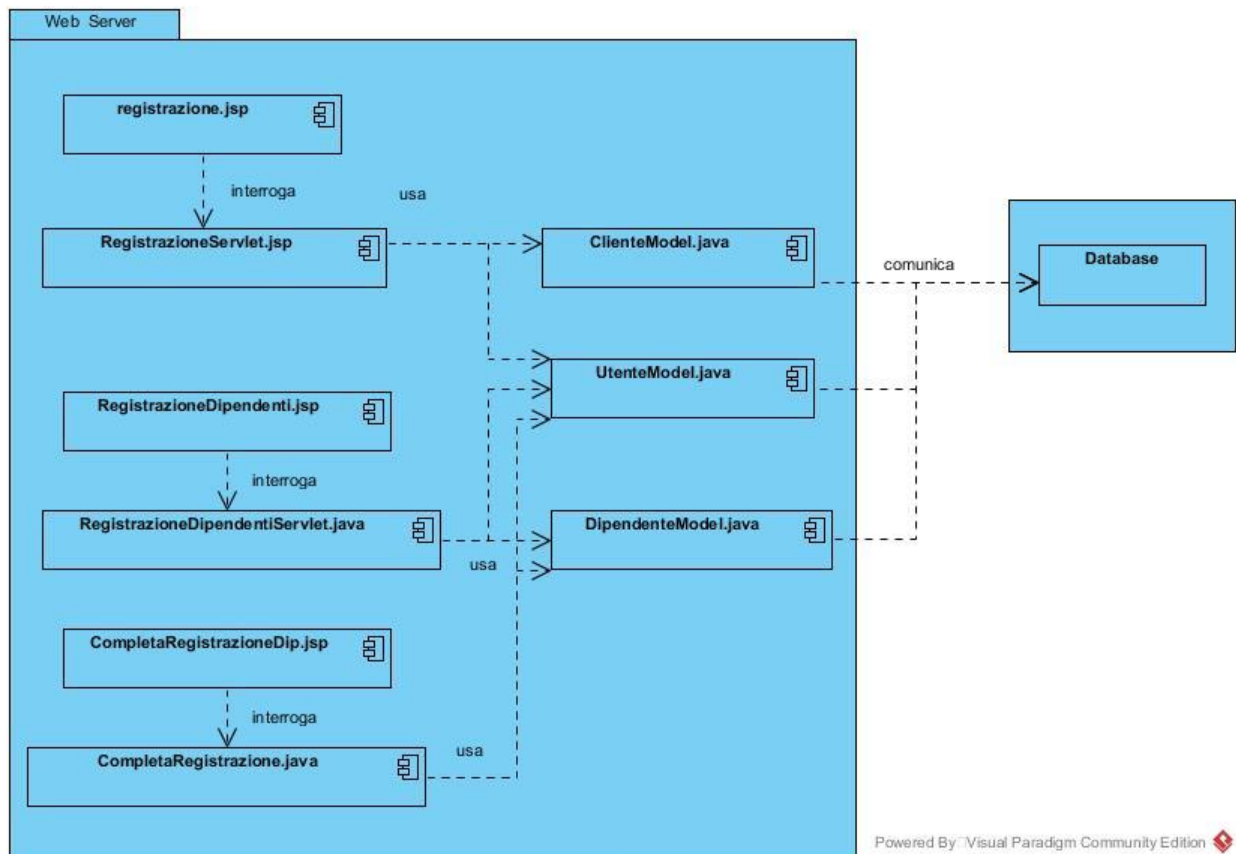 Web Server
registrazione.jsp
interroga
usa
RegistrazioneServlet.jsp
ClienteModel.java
comunica
Database
UtenteModel.java
RegistrazioneDipendenti.jsp
interroga
RegistrazioneDipendentiServlet.java
DipendenteModel.java
usa
CompletaRegistrazioneDip.jsp
interroga
usa
CompletaRegistrazione.java
Powered By Visual Paradigm Community Edition